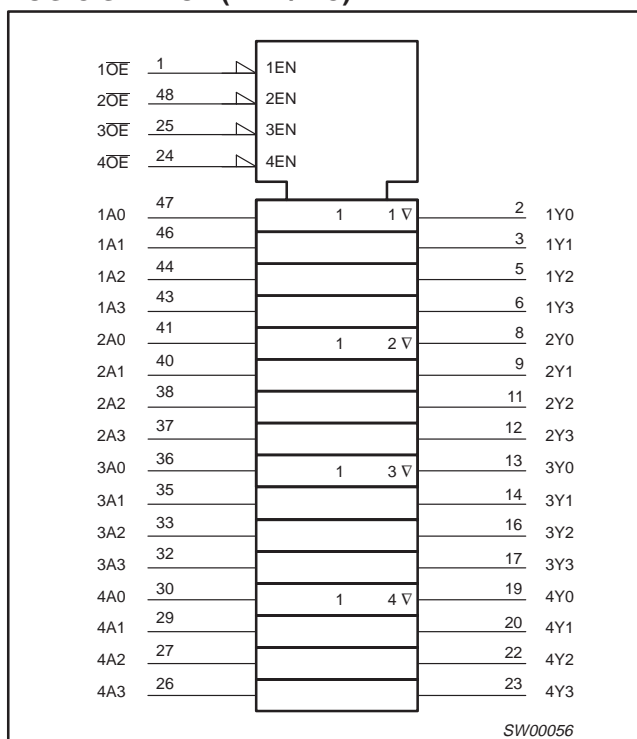 1OE 1 1EN
2OE 48 2EN
3OE 25 3EN
4OE 24 4EN
1A0 47 1 1 ∇ 2 1Y0
1A1 46 3 1Y1
1A2 44 5 1Y2
1A3 43 6 1Y3
2A0 41 1 2 ∇ 8 2Y0
2A1 40 9 2Y1
2A2 38 11 2Y2
2A3 37 12 2Y3
3A0 36 1 3 ∇ 13 3Y0
3A1 35 14 3Y1
3A2 33 16 3Y2
3A3 32 17 3Y3
4A0 30 1 4 ∇ 19 4Y0
4A1 29 20 4Y1
4A2 27 22 4Y2
4A3 26 23 4Y3
SW00056